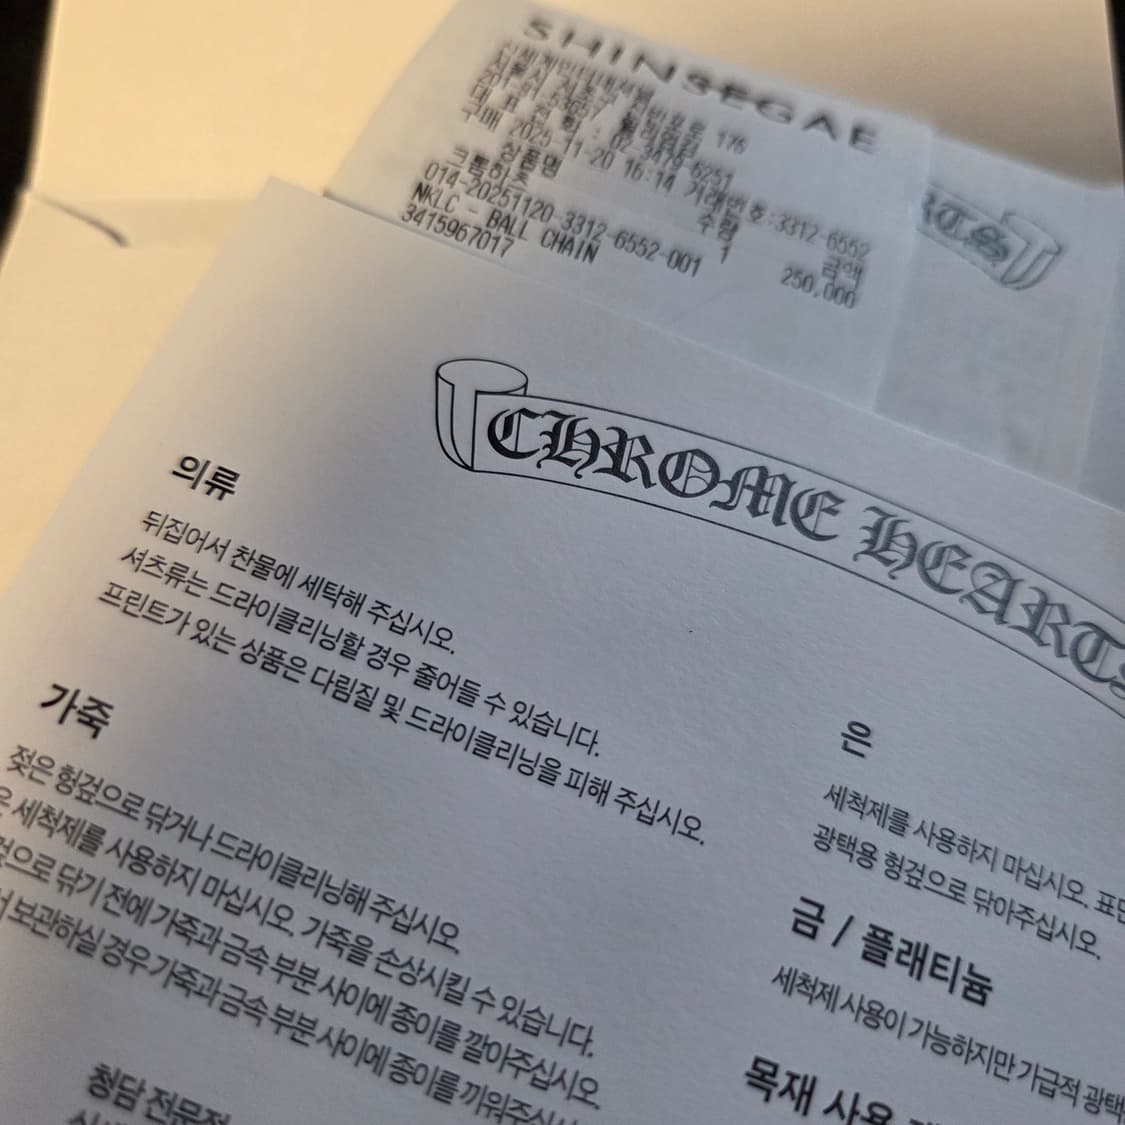 SHINSEGAE
176
구매 2025-11-20 16:14 거래번호:3312-6552
상품명 수량 금액
크롬하츠
014-20251120-3312-6552-001 1 250,000
NKLC - BALL CHAIN
3415967017
CHROME HEARTS
의류
뒤집어서 찬물에 세탁해 주십시오.
셔츠류는 드라이클리닝할 경우 줄어들 수 있습니다.
프린트가 있는 상품은 다림질 및 드라이클리닝을 피해 주십시오.
가죽
젖은 헝겊으로 닦거나 드라이클리닝해 주십시오.
은 세척제를 사용하지 마십시오. 가죽을 손상시킬 수 있습니다.
닦기 전에 가죽과 금속 부분 사이에 종이를 깔아주십시오.
보관하실 경우 가죽과 금속 부분 사이에 종이를 끼워주십시
청담 전문점
은
세척제를 사용하지 마십시오. 표면
광택용 헝겊으로 닦아주십시오.
금 / 플래티늄
세척제 사용이 가능하지만 가급적 광택
목재 사용